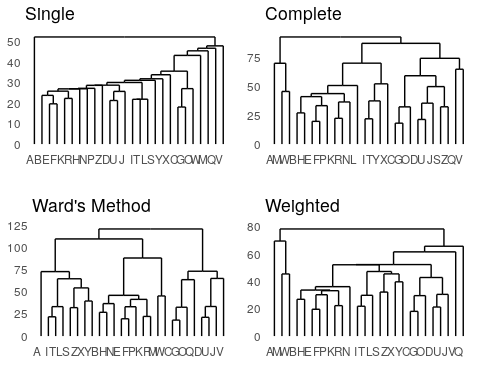 Single
50
40
30
20
10
0
ABEFKRHNPZDUJ ITLSYXCGOWMQV
Complete
75
50
25
0
AMWBHEFPKRNL ITYXCGODUJSZQV
Ward's Method
125
100
75
50
25
0
A ITLSZXYBHNEFPKRMWCGOQDUJV
Weighted
80
60
40
20
0
AMWBHEFPKRN ITLSZXYCGODUJVQ